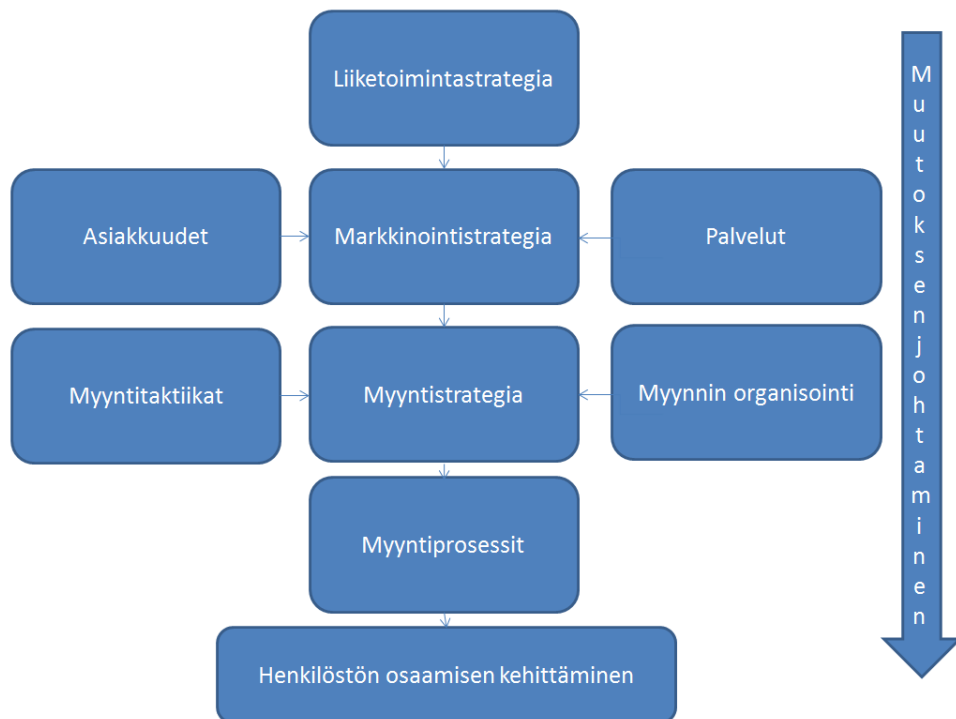 Liiketoimintastrategia
Asiakkuudet
Markkinointistrategia
Palvelut
Myyntitaktiikat
Myyntistrategia
Myynnin organisointi
Myyntiprosessit
Henkilöstön osaamisen kehittäminen
Muutoksenjohtaminen